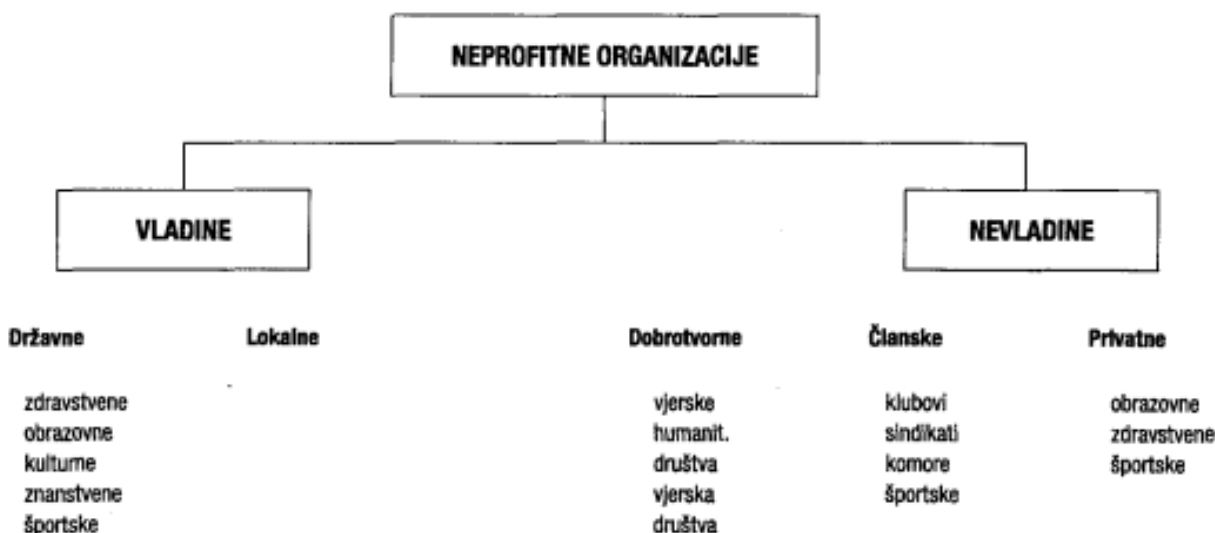 NEPROFITNE ORGANIZACIJE
VLADINE
NEVLADINE
Državne
Lokalne
Dobrotvorne
Članske
Privatne
zdravstvene
obrazovne
kulturne
znanstvene
športske
vjerske
humanit.
društva
vjerska
društva
klubovi
sindikati
komore
športske
obrazovne
zdravstvene
športske